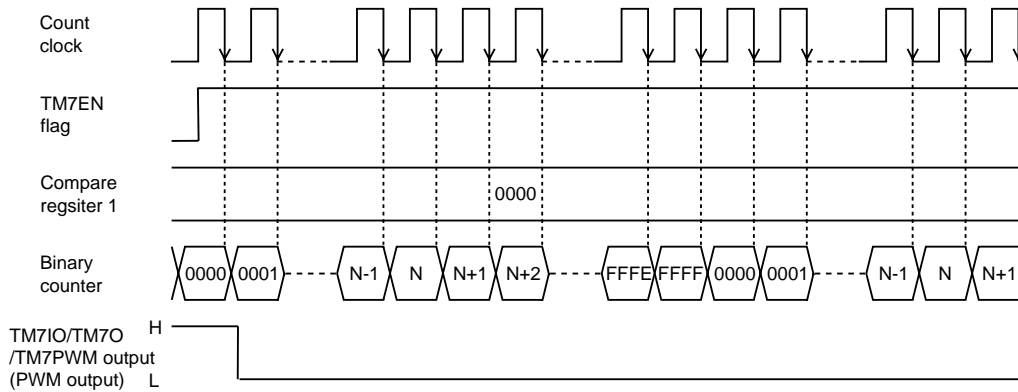 Count
clock
TM7EN
flag
Compare
regsiter 1
0000
Binary
counter
0000 0001 N-1 N N+1 N+2 FFFE FFFF 0000 0001 N-1 N N+1
TM7IO/TM7O
/TM7PWM output
(PWM output)
H
L